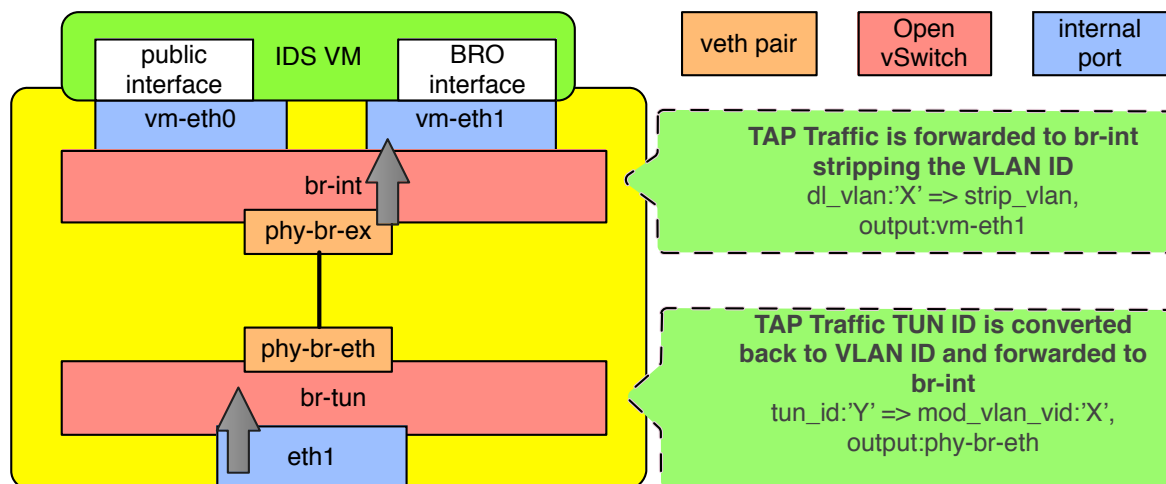 public
interface
IDS VM
BRO
interface
veth pair
Open
vSwitch
internal
port
vm-eth0
vm-eth1
br-int
phy-br-ex
phy-br-eth
br-tun
eth1
TAP Traffic is forwarded to br-int
stripping the VLAN ID
dl_vlan:’X’ => strip_vlan,
output:vm-eth1
TAP Traffic TUN ID is converted
back to VLAN ID and forwarded to
br-int
tun_id:’Y’ => mod_vlan_vid:’X’,
output:phy-br-eth